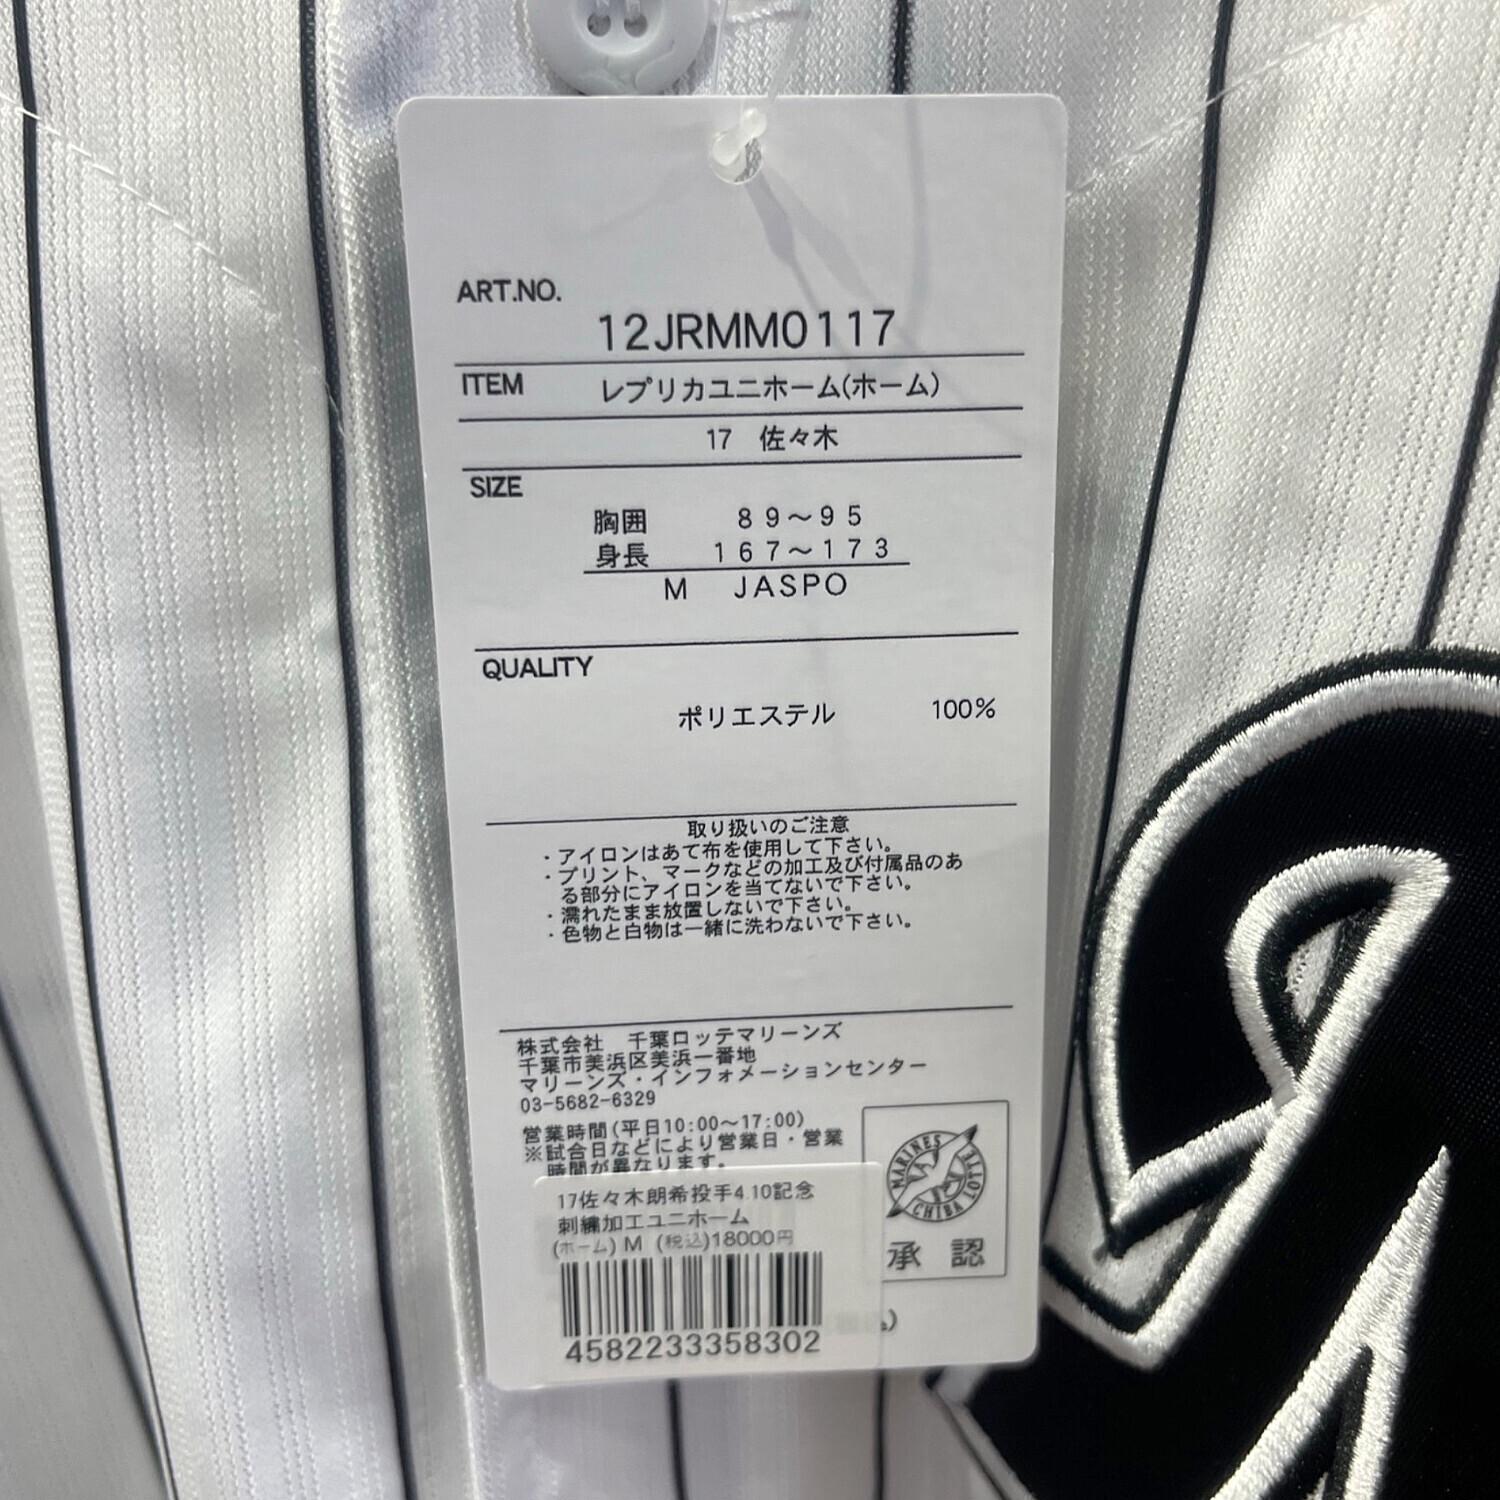 ART.NO.
12JRMM0117
ITEM レプリカユニホーム(ホーム)
17 佐々木
SIZE
胸囲 89〜95
身長 167〜173
M JASPO
QUALITY
ポリエステル 100%
取り扱いのご注意
・アイロンはあて布を使用して下さい。
・プリント、マークなどの加工及び付属品のあ
る部分にアイロンを当てないで下さい。
・濡れたまま放置しないで下さい。
・色物と白物は一緒に洗わないで下さい。
株式会社 千葉ロッテマリーンズ
千葉市美浜区美浜一番地
マリーンズ・インフォメーションセンター
03-5682-6329
営業時間(平日10:00〜17:00)
※試合日などにより営業日・営業
時間が異なります。
MARINES
LOTTE
CHIBA
承認
17佐々木朗希投手4.10記念
刺繍加工ユニホーム
(ホーム) M (税込)18000円
4582233358302